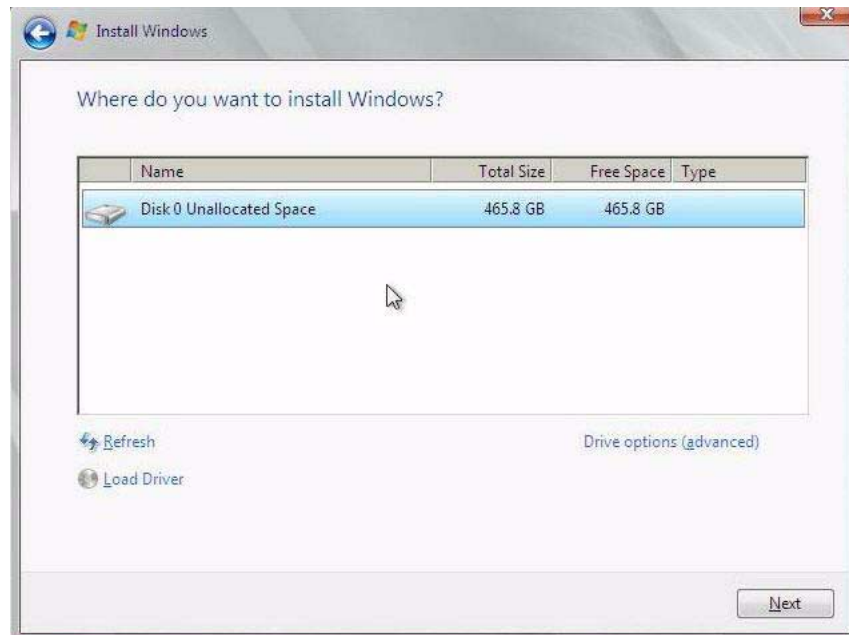 Install Windows
Where do you want to install Windows?
Name Total Size Free Space Type
Disk 0 Unallocated Space 465.8 GB 465.8 GB
Refresh Drive options (advanced)
Load Driver
Next